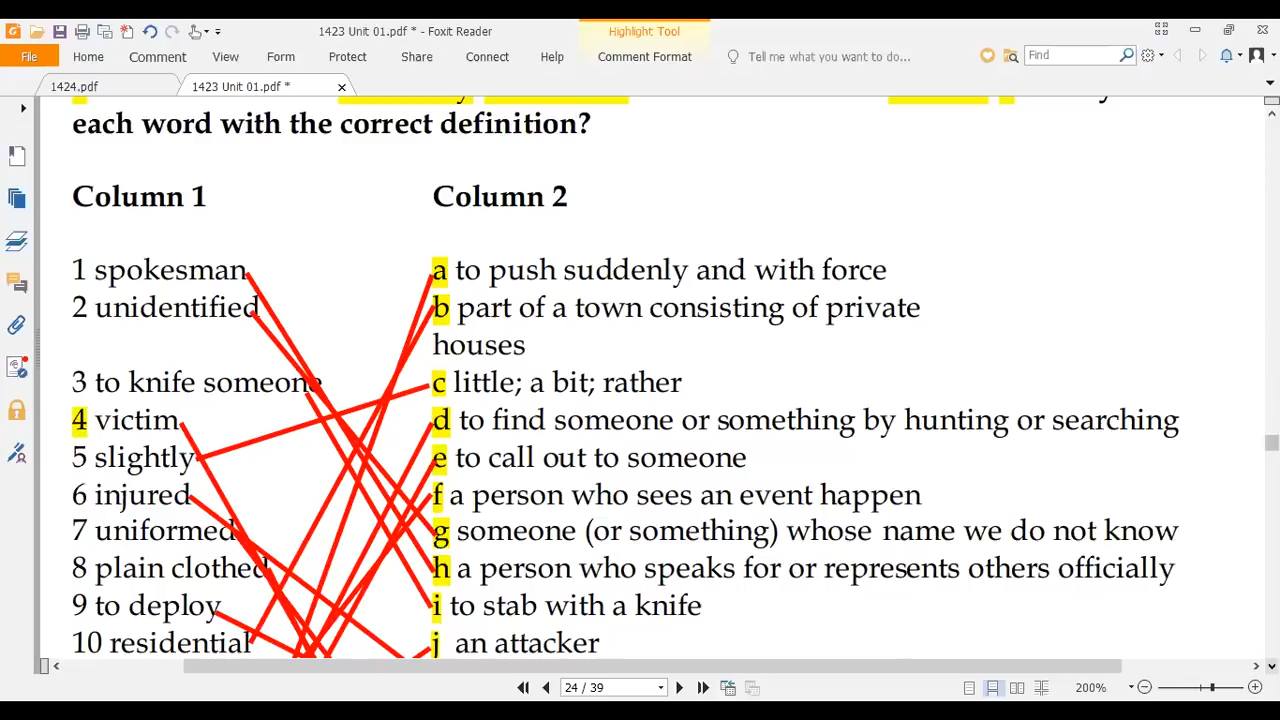 1423 Unit 01.pdf * - Foxit Reader
Highlight Tool
File Home Comment View Form Protect Share Connect Help Tell me what you want to do... Comment Format Find
1424.pdf 1423 Unit 01.pdf *
each word with the correct definition?
Column 1 Column 2
1 spokesman a to push suddenly and with force
2 unidentified b part of a town consisting of private
houses
3 to knife someone c little; a bit; rather
4 victim d to find someone or something by hunting or searching
5 slightly e to call out to someone
6 injured f a person who sees an event happen
7 uniformed g someone (or something) whose name we do not know
8 plain clothed h a person who speaks for or represents others officially
9 to deploy i to stab with a knife
10 residential j an attacker
24 / 39 200%